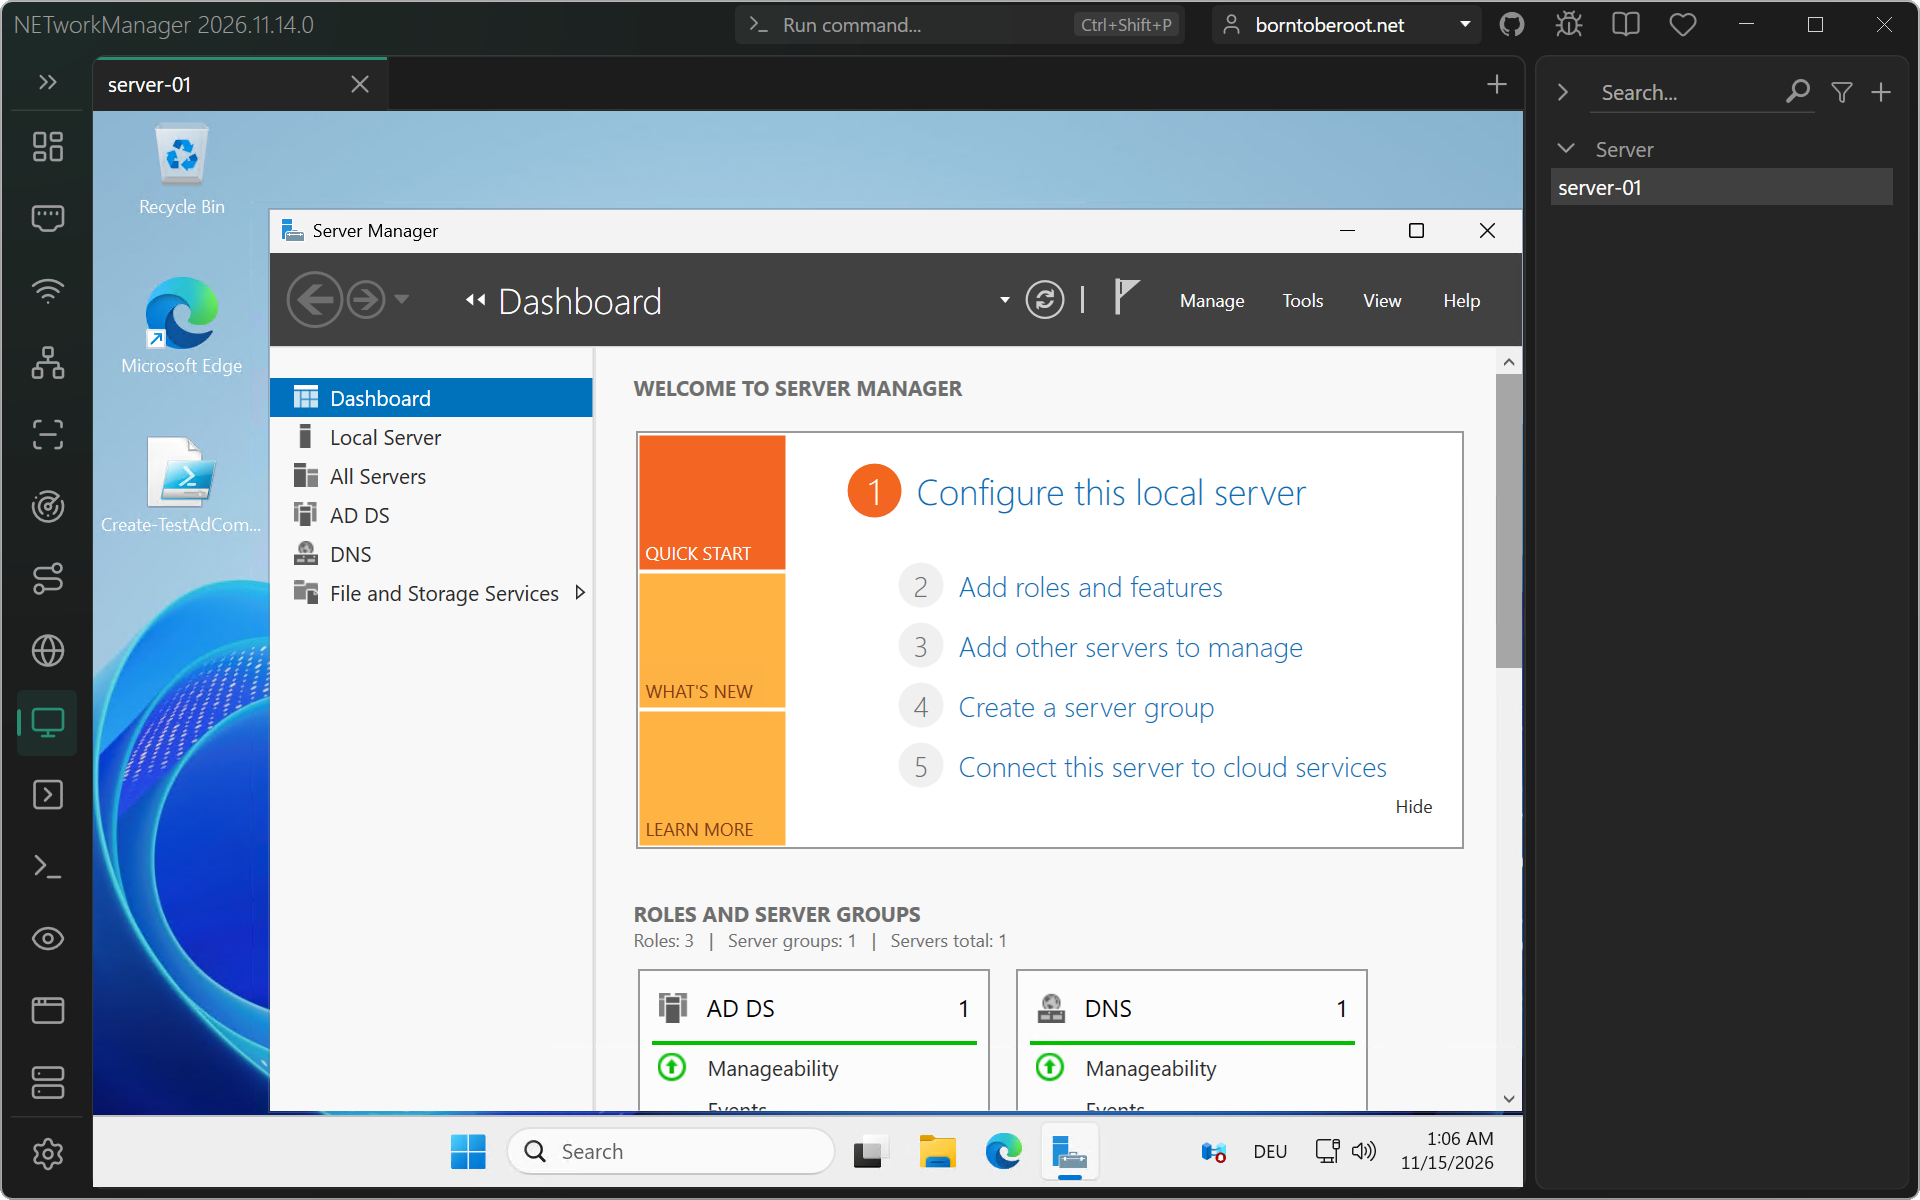 NETworkManager 2026.11.14.0
Run command...
Ctrl+Shift+P
borntoberoot.net
server-01
Search...
Server
server-01
Recycle Bin
Microsoft Edge
Create-TestAdCom...
Server Manager
Dashboard
Manage
Tools
View
Help
Dashboard
Local Server
All Servers
AD DS
DNS
File and Storage Services
WELCOME TO SERVER MANAGER
QUICK START
WHAT'S NEW
LEARN MORE
1 Configure this local server
2 Add roles and features
3 Add other servers to manage
4 Create a server group
5 Connect this server to cloud services
Hide
ROLES AND SERVER GROUPS
Roles: 3 | Server groups: 1 | Servers total: 1
AD DS 1
Manageability
Events
DNS 1
Manageability
Events
Search
DEU
1:06 AM
11/15/2026